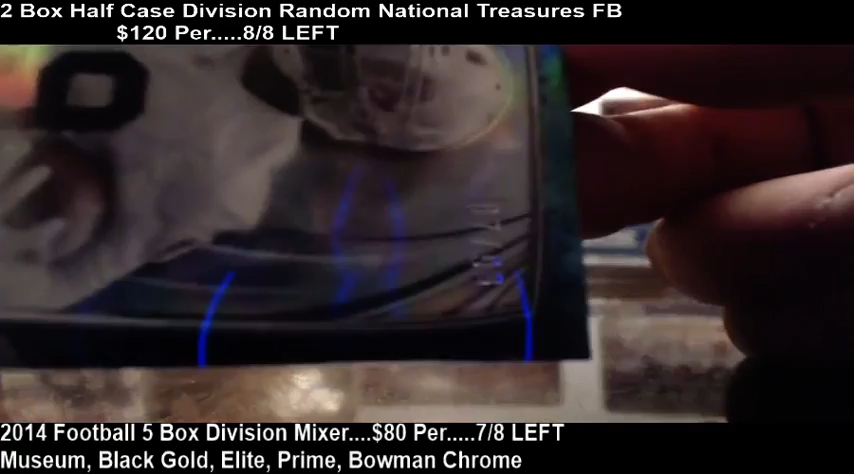 2 Box Half Case Division Random National Treasures FB
$120 Per.....8/8 LEFT
2014 Football 5 Box Division Mixer....$80 Per.....7/8 LEFT
Museum, Black Gold, Elite, Prime, Bowman Chrome